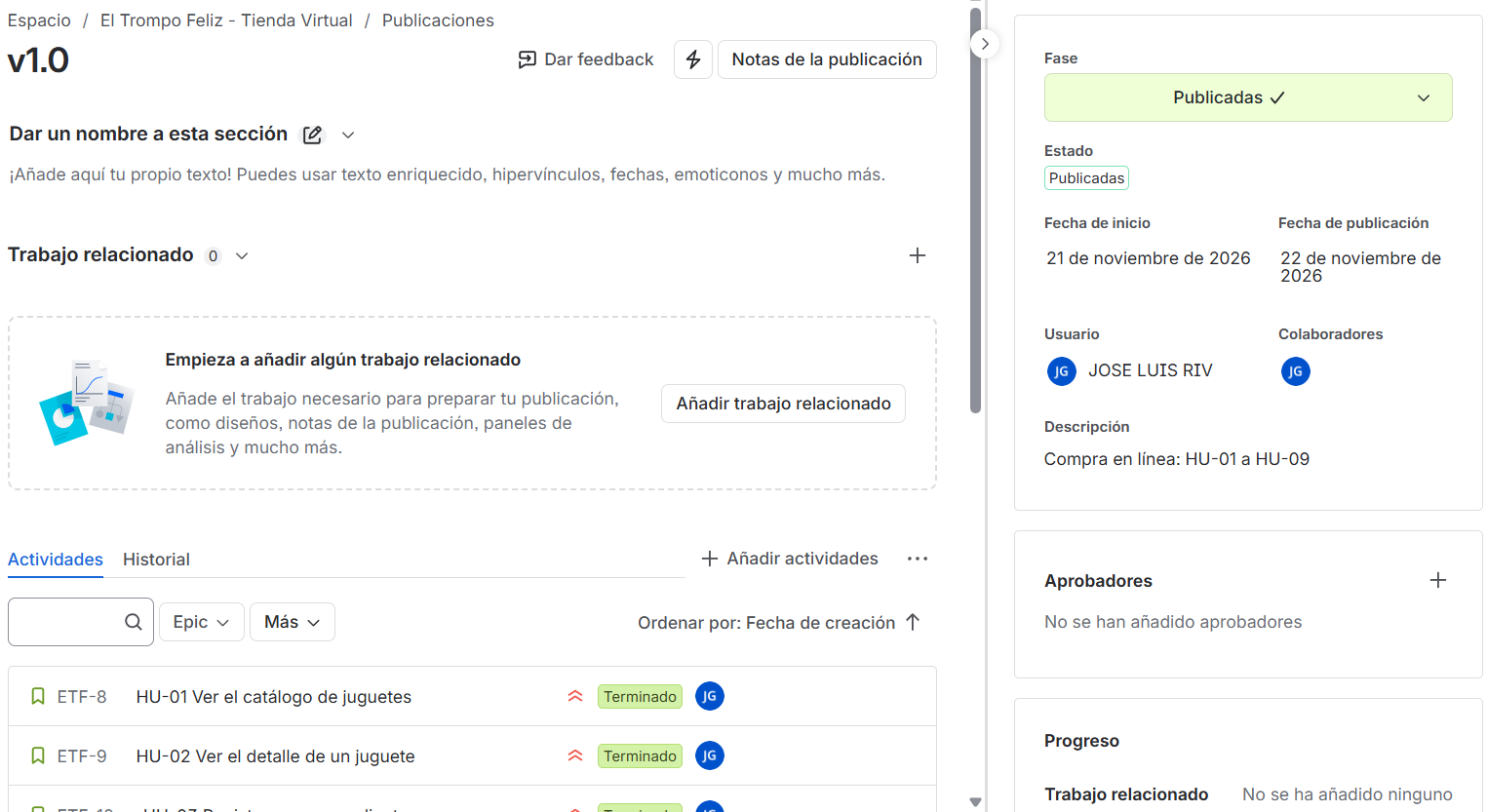 Espacio / El Trompo Feliz - Tienda Virtual / Publicaciones
v1.0
Dar feedback
Notas de la publicación
Dar un nombre a esta sección
¡Añade aquí tu propio texto! Puedes usar texto enriquecido, hipervínculos, fechas, emoticonos y mucho más.
Trabajo relacionado 0
Empieza a añadir algún trabajo relacionado
Añade el trabajo necesario para preparar tu publicación,
como diseños, notas de la publicación, paneles de
análisis y mucho más.
Añadir trabajo relacionado
Actividades Historial
Añadir actividades
Epic Más
Ordenar por: Fecha de creación
ETF-8 HU-01 Ver el catálogo de juguetes Terminado JG
ETF-9 HU-02 Ver el detalle de un juguete Terminado JG
Fase
Publicadas
Estado
Publicadas
Fecha de inicio Fecha de publicación
21 de noviembre de 2026 22 de noviembre de
2026
Usuario Colaboradores
JG JOSE LUIS RIV JG
Descripción
Compra en línea: HU-01 a HU-09
Aprobadores
No se han añadido aprobadores
Progreso
Trabajo relacionado No se ha añadido ninguno